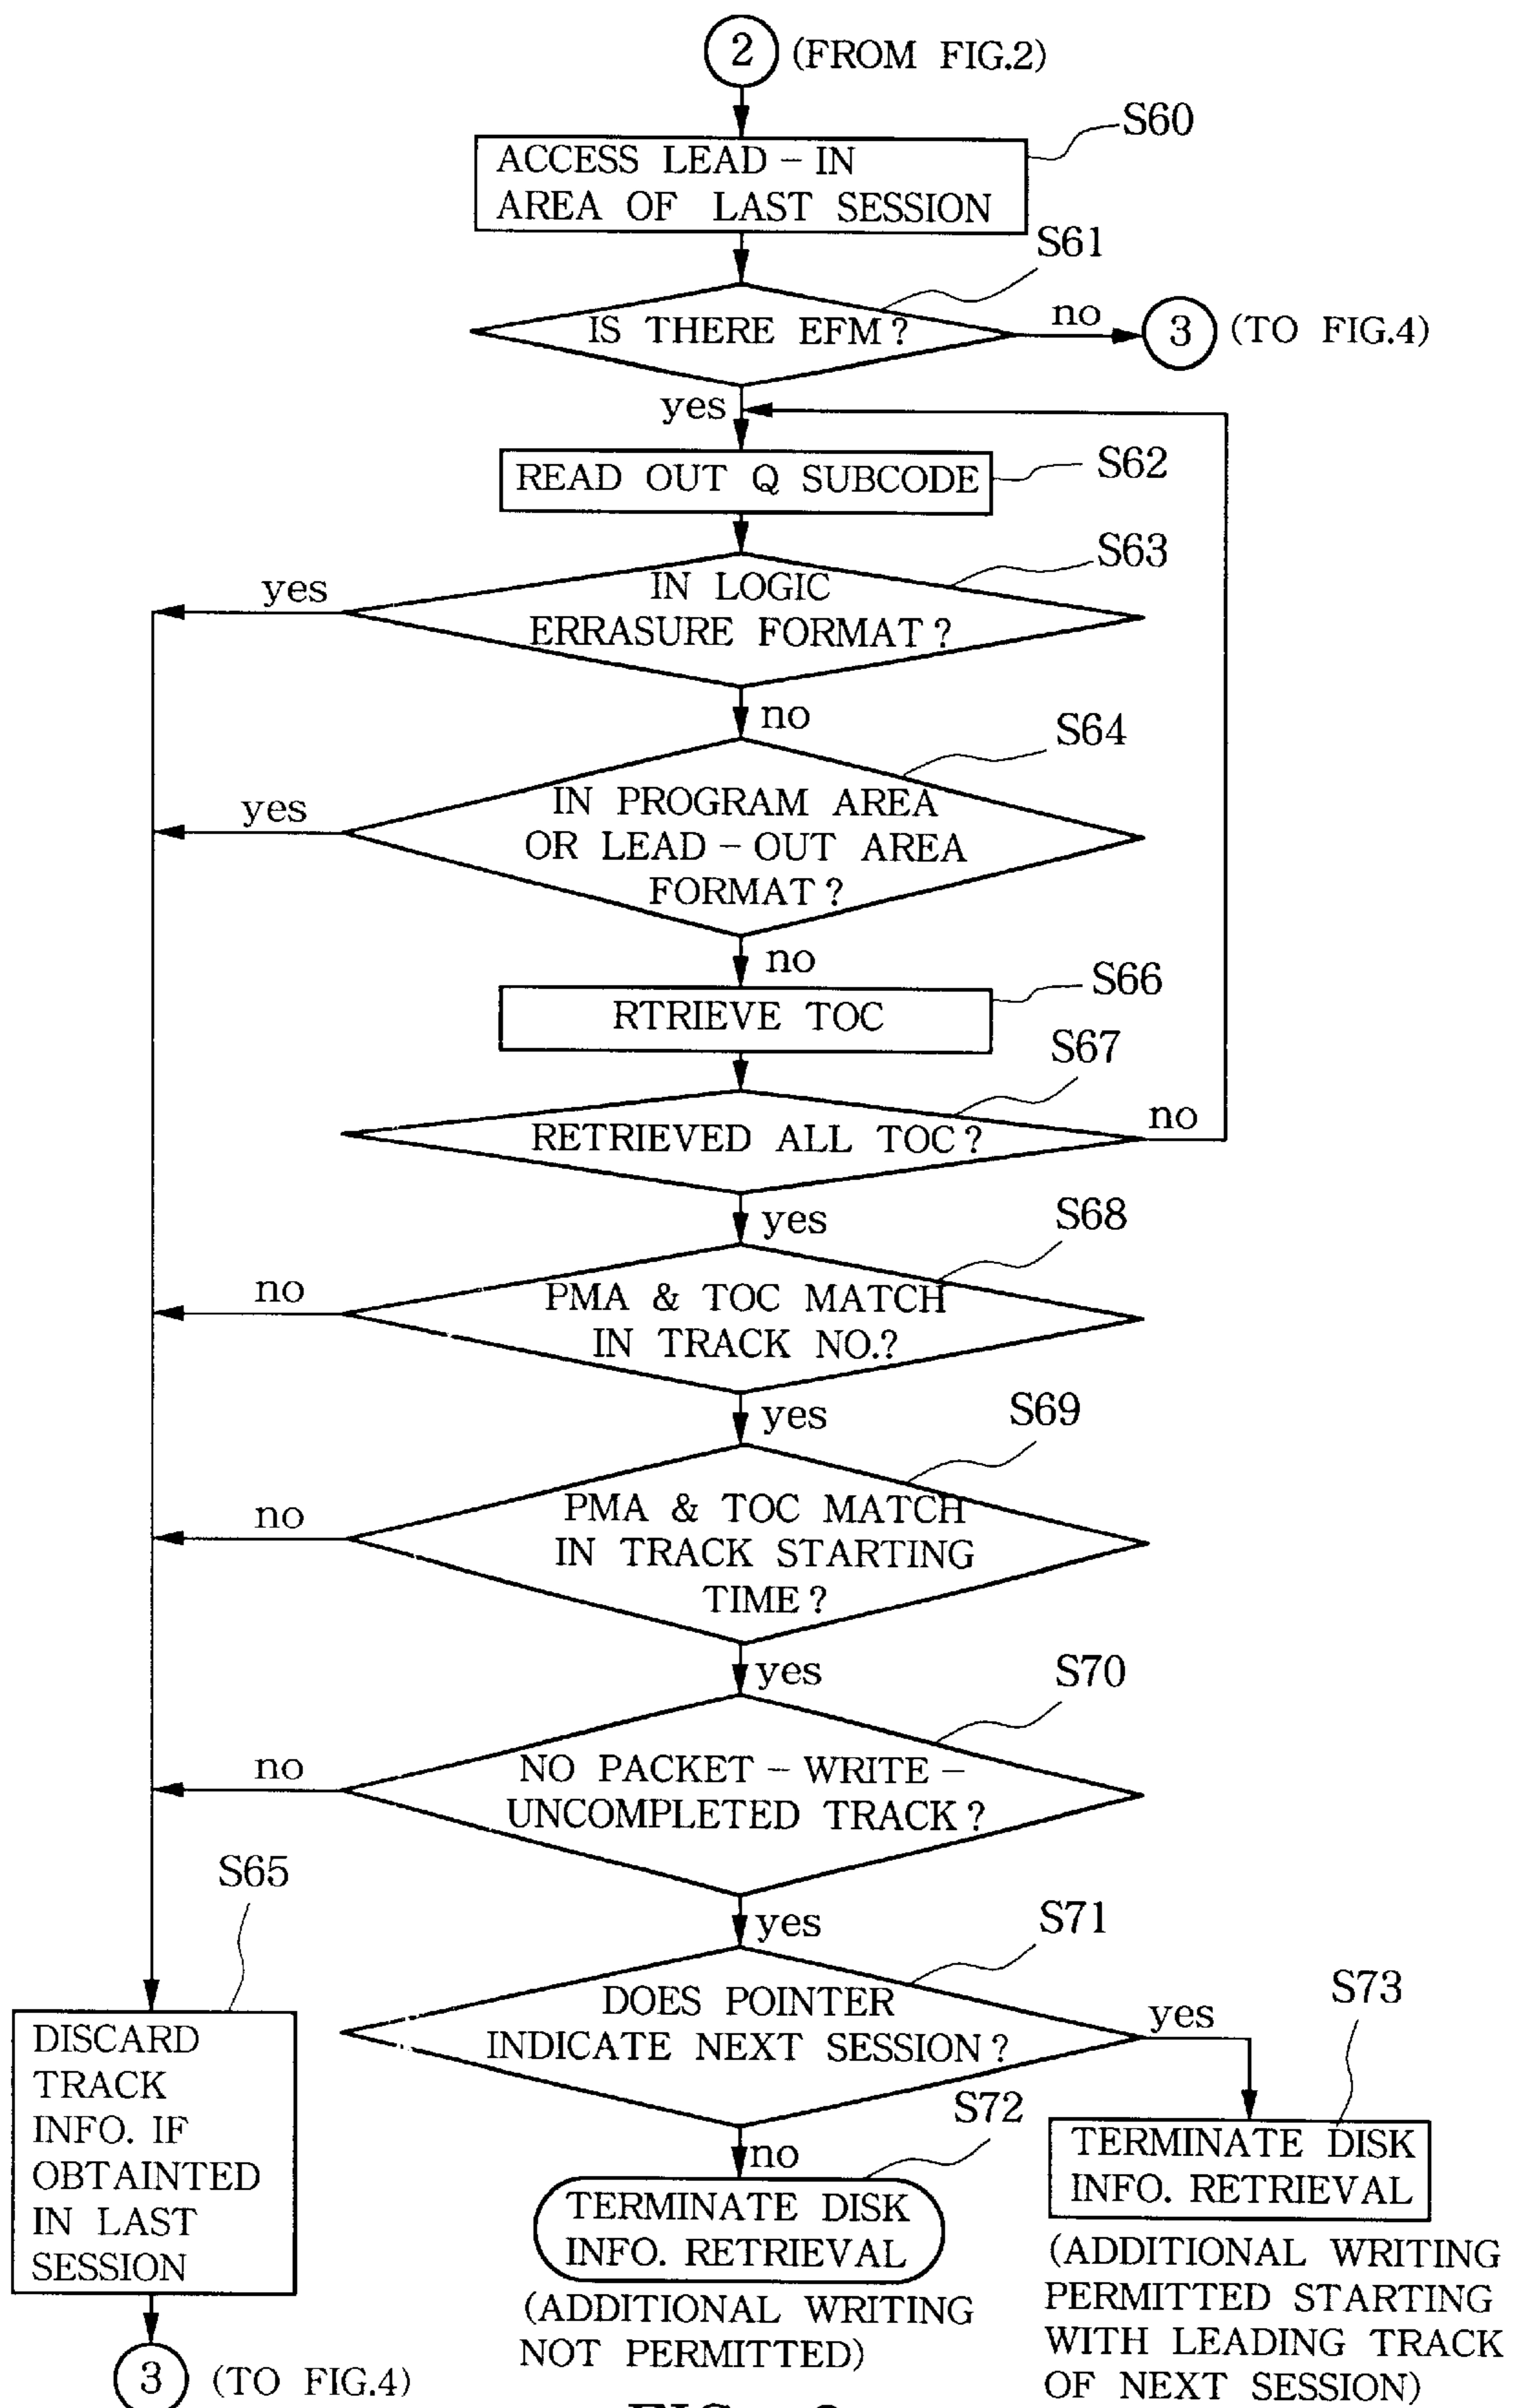 2 (FROM FIG.2)
S60
ACCESS LEAD-IN
AREA OF LAST SESSION
S61
IS THERE EFM?
no
3 (TO FIG.4)
yes
READ OUT Q SUBCODE
S62
S63
yes
IN LOGIC
ERRASURE FORMAT?
no
S64
yes
IN PROGRAM AREA
OR LEAD-OUT AREA
FORMAT?
no
S66
RTRIEVE TOC
S67
RETRIEVED ALL TOC?
no
yes
S68
no
PMA & TOC MATCH
IN TRACK NO.?
yes
S69
no
PMA & TOC MATCH
IN TRACK STARTING
TIME?
yes
S70
no
NO PACKET-WRITE-
UNCOMPLETED TRACK?
S65
yes
S71
DOES POINTER
INDICATE NEXT SESSION?
yes
S73
DISCARD
TRACK
INFO. IF
OBTAINTED
IN LAST
SESSION
no
S72
TERMINATE DISK
INFO. RETRIEVAL
(ADDITIONAL WRITING
NOT PERMITTED)
TERMINATE DISK
INFO. RETRIEVAL
(ADDITIONAL WRITING
PERMITTED STARTING
WITH LEADING TRACK
OF NEXT SESSION)
3 (TO FIG.4)